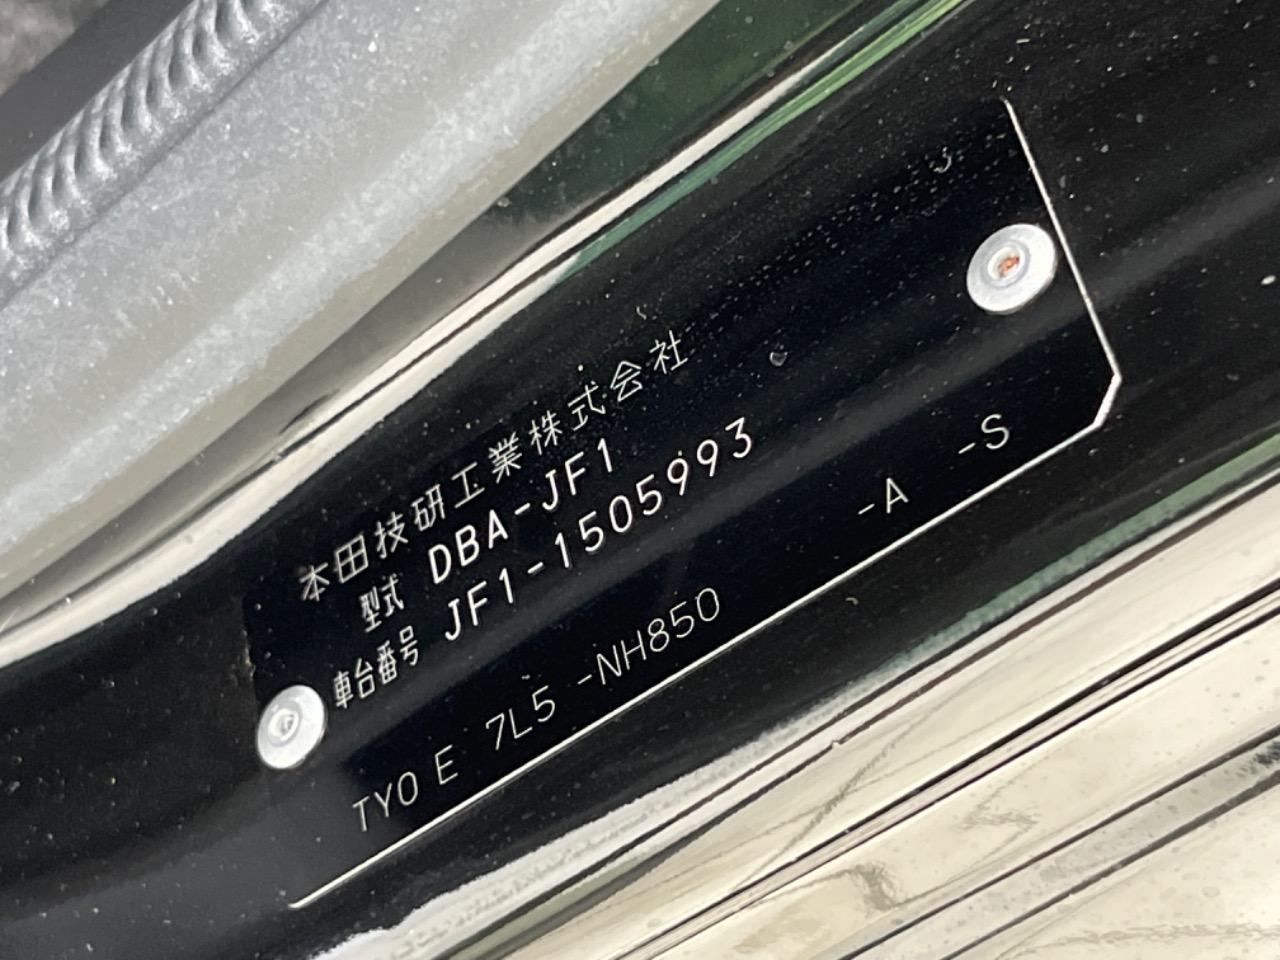 本田技研工業株式会社
型式 DBA-JF1
車台番号 JF1-1505993
TYO E 7L5 -NH850 -A -S